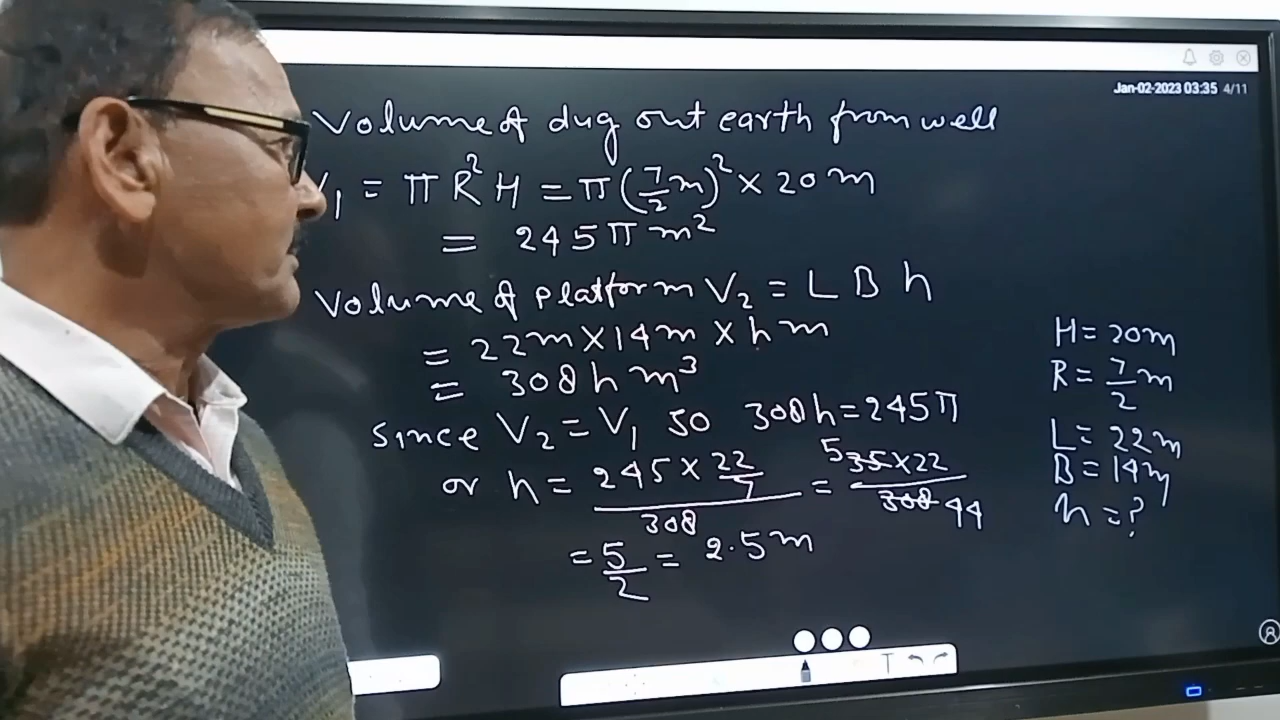 Jan-02-2023 03:35 4/11
Volume of dug out earth from well
V₁ = πR²H = π(7/2 m)² × 20m
= 245π m²
Volume of platform V₂ = L B h
= 22m × 14m × h m
= 308 h m³
Since V₂ = V₁ so 308h = 245π
or h = 245 × 22/7 / 308 = 5 35 × 22 / 308 44
= 5/2 = 2.5m
H = 20m
R = 7/2 m
L = 22m
B = 14m
h = ?
T